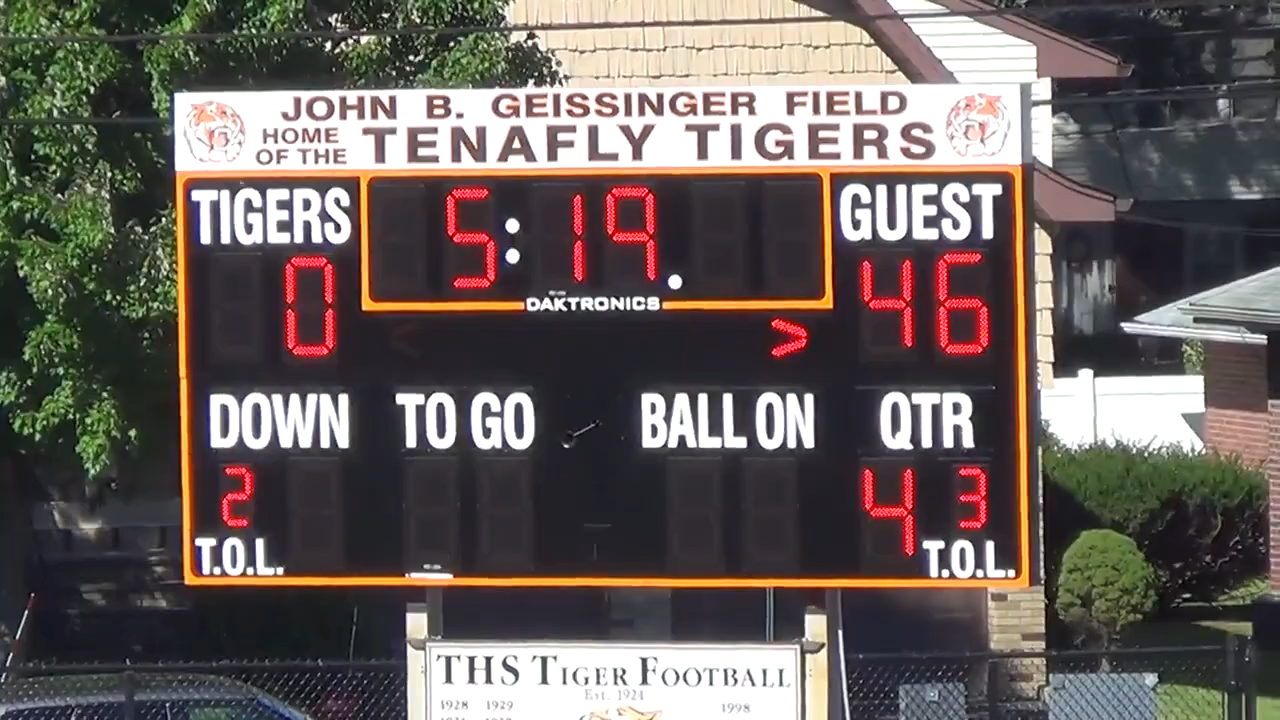 JOHN B. GEISSINGER FIELD
HOME OF THE TENAFLY TIGERS
TIGERS 5:19. GUEST
0 46
DAKTRONICS
>
DOWN TO GO BALL ON QTR
2 4 3
T.O.L. T.O.L.
THS TIGER FOOTBALL
EST. 1924
1928 1929 1998